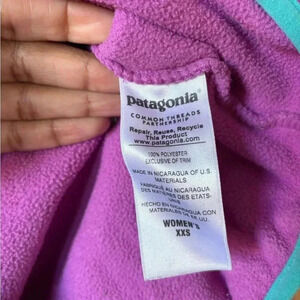 patagonia®
COMMON THREADS
PARTNERSHIP
Repair, Reuse, Recycle
This Product
www.patagonia.com
100% POLYESTER
EXCLUSIVE OF TRIM
MADE IN NICARAGUA OF U.S.
MATERIALS
FABRIQUÉ AU NICARAGUA
DES MATIÈRES DES ETATS-
UNIS
HECHO EN NICARAGUA CON
MATERIALES DE EE.UU.
WOMEN'S
XXS